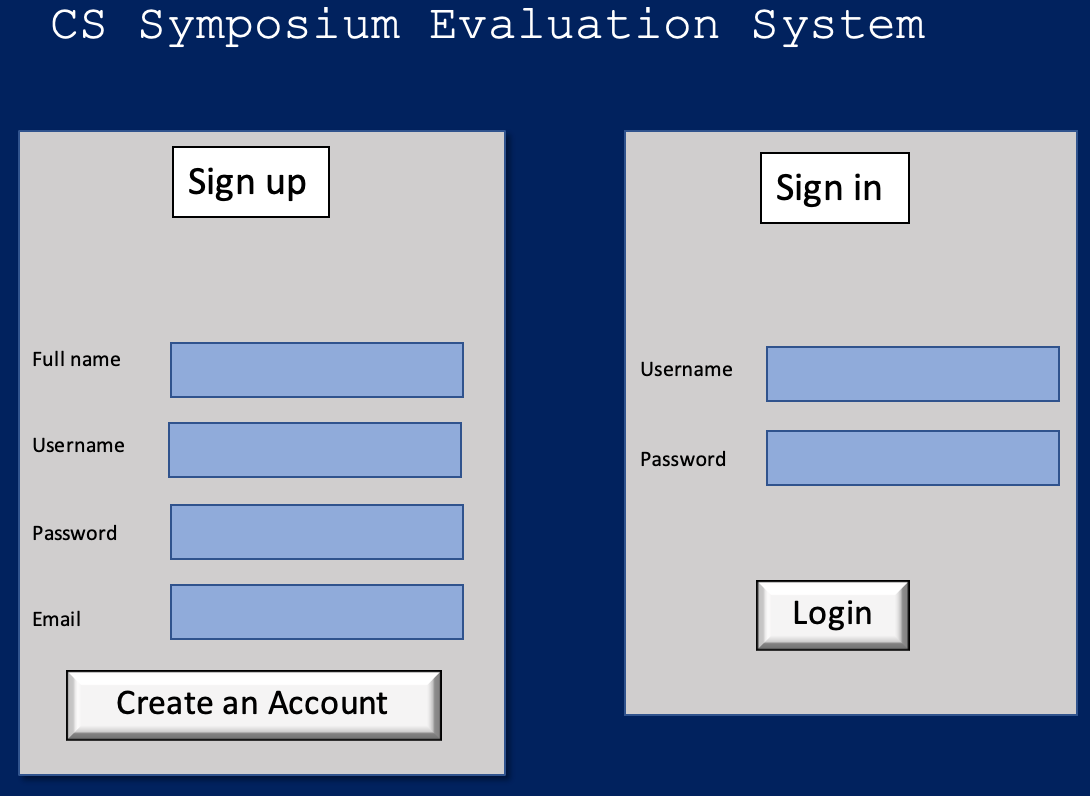 CS Symposium Evaluation System
Sign up
Full name
Username
Password
Email
Create an Account
Sign in
Username
Password
Login